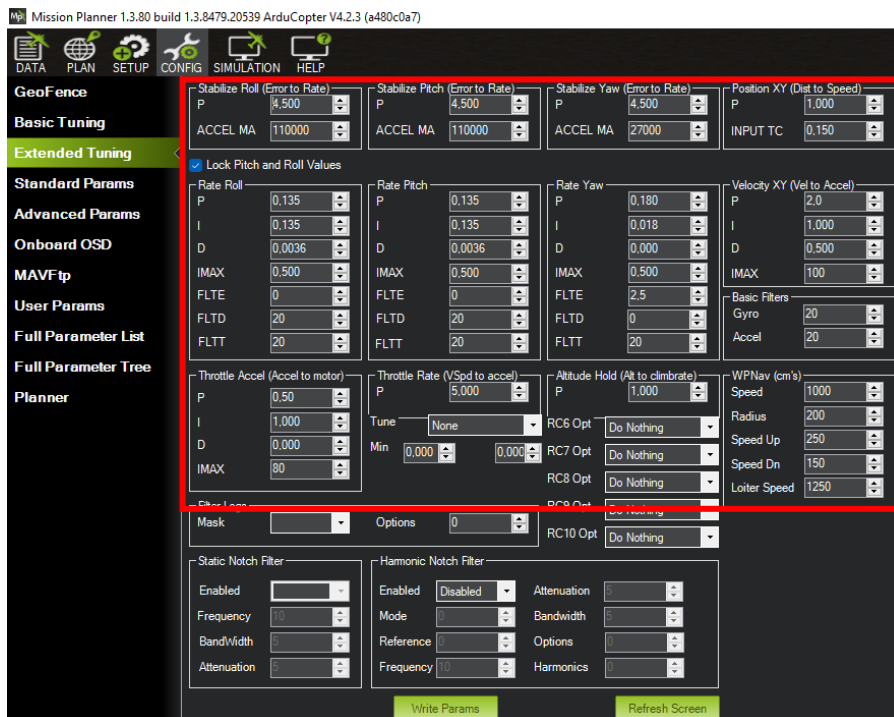 Mission Planner 1.3.80 build 1.3.8479.20539 ArduCopter V4.2.3 (a480c0a7)
DATA PLAN SETUP CONFIG SIMULATION HELP
GeoFence
Basic Tuning
Extended Tuning
Standard Params
Advanced Params
Onboard OSD
MAVFtp
User Params
Full Parameter List
Full Parameter Tree
Planner
Stabilize Roll (Error to Rate)
P 4,500
ACCEL MA 110000
Stabilize Pitch (Error to Rate)
P 4,500
ACCEL MA 110000
Stabilize Yaw (Error to Rate)
P 4,500
ACCEL MA 27000
Position XY (Dist to Speed)
P 1,000
INPUT TC 0,150
Lock Pitch and Roll Values
Rate Roll
P 0,135
I 0,135
D 0,0036
IMAX 0,500
FLTE 0
FLTD 20
FLTT 20
Rate Pitch
P 0,135
I 0,135
D 0,0036
IMAX 0,500
FLTE 0
FLTD 20
FLTT 20
Rate Yaw
P 0,180
I 0,018
D 0,000
IMAX 0,500
FLTE 2,5
FLTD 0
FLTT 20
Velocity XY (Vel to Accel)
P 2,0
I 1,000
D 0,500
IMAX 100
Basic Filters
Gyro 20
Accel 20
Throttle Accel (Accel to motor)
P 0,50
I 1,000
D 0,000
IMAX 80
Throttle Rate (VSpd to accel)
P 5,000
Tune None
Min 0,000 0,000
Altitude Hold (Alt to climbrate)
P 1,000
RC6 Opt Do Nothing
RC7 Opt Do Nothing
RC8 Opt Do Nothing
RC9 Opt Do Nothing
RC10 Opt Do Nothing
WPNav (cm's)
Speed 1000
Radius 200
Speed Up 250
Speed Dn 150
Loiter Speed 1250
Filter Logs
Mask Options 0
Static Notch Filter
Enabled
Frequency 10
BandWidth 5
Attenuation 5
Harmonic Notch Filter
Enabled Disabled Attenuation 5
Mode 0 Bandwidth 5
Reference 0 Options 0
Frequency 10 Harmonics 0
Write Params Refresh Screen